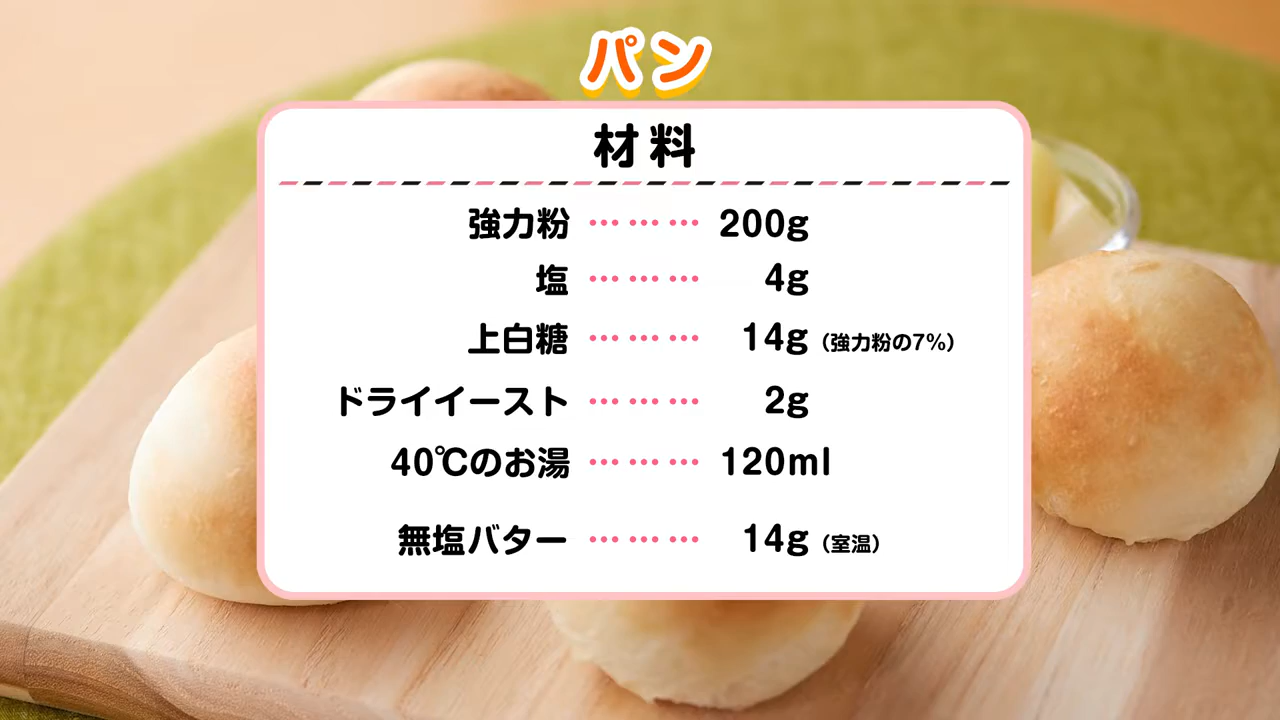 パン
材料
強力粉 ……… 200g
塩 ……… 4g
上白糖 ……… 14g（強力粉の7%）
ドライイースト ……… 2g
40℃のお湯 ……… 120ml
無塩バター ……… 14g（室温）